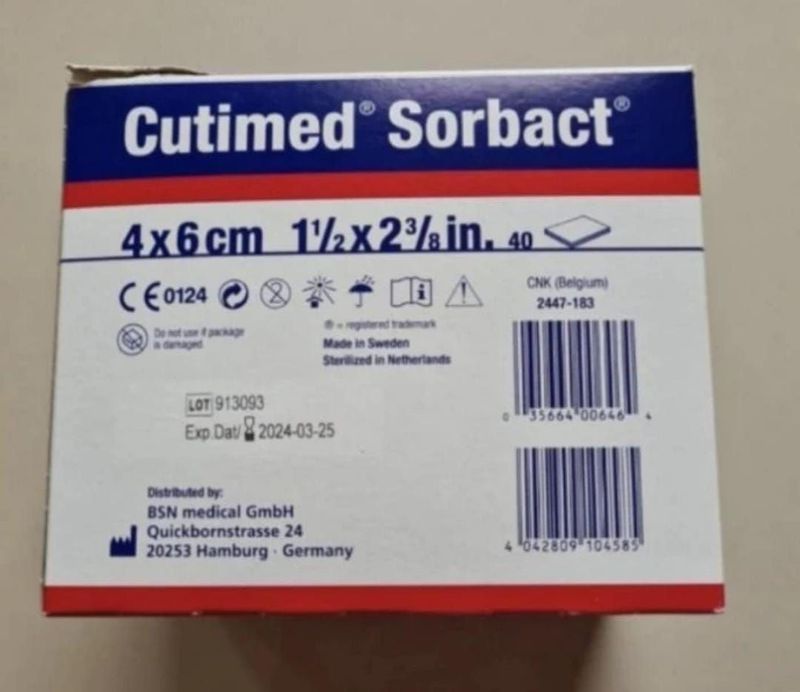 Cutimed® Sorbact®
4x6cm 1½x2⅜in. 40
CE0124
CNK (Belgium)
2447-183
Do not use if package
is damaged.
® = registered trademark
Made in Sweden
Sterilized in Netherlands
0 35664 00646 4
LOT 913093
Exp.Dat/ 2024-03-25
Distributed by:
BSN medical GmbH
Quickbornstrasse 24
20253 Hamburg · Germany
4 042809 104585